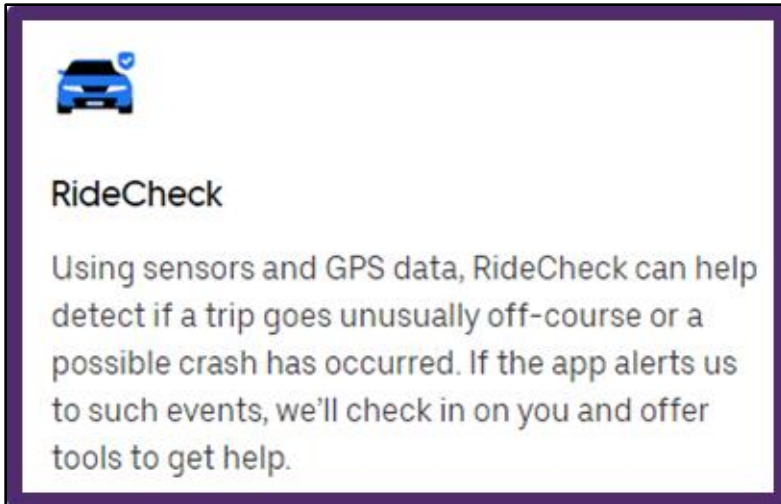 RideCheck
Using sensors and GPS data, RideCheck can help
detect if a trip goes unusually off-course or a
possible crash has occurred. If the app alerts us
to such events, we'll check in on you and offer
tools to get help.